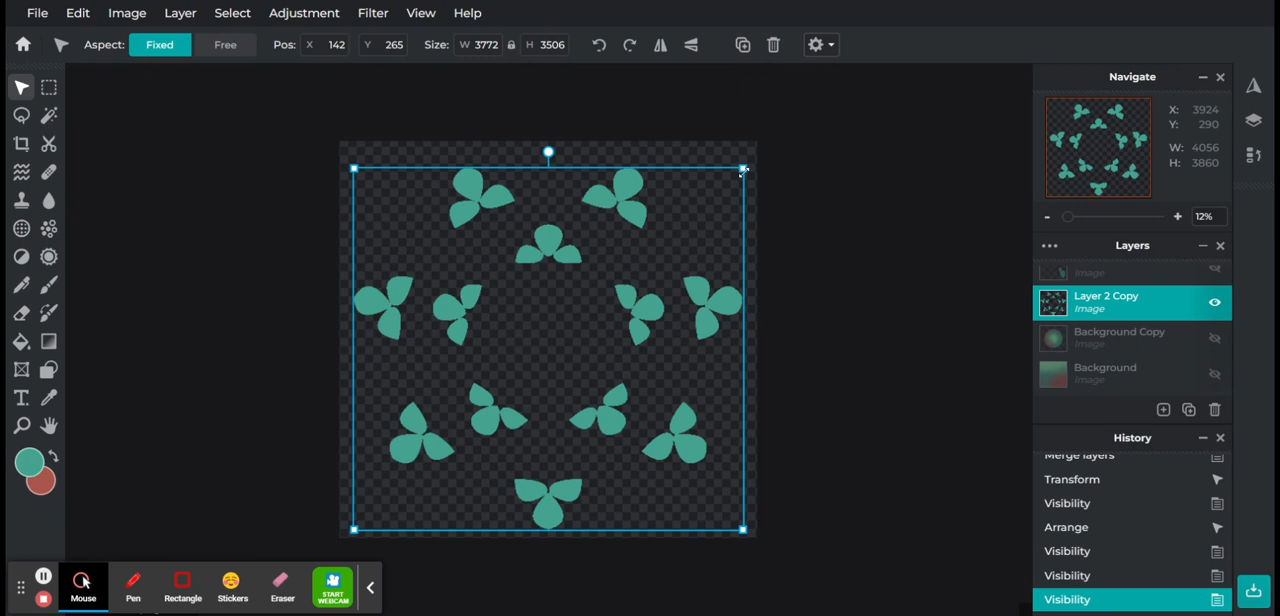 File Edit Image Layer Select Adjustment Filter View Help
Aspect: Fixed Free Pos: X 142 Y 265 Size: W 3772 H 3506
Navigate
X: 3924
Y: 290
W: 4056
H: 3860
- + 12%
Layers
Image
Layer 2 Copy
Image
Background Copy
Image
Background
Image
History
Merge layers
Transform
Visibility
Arrange
Visibility
Visibility
Visibility
T
Mouse Pen Rectangle Stickers Eraser START
WEBCAM